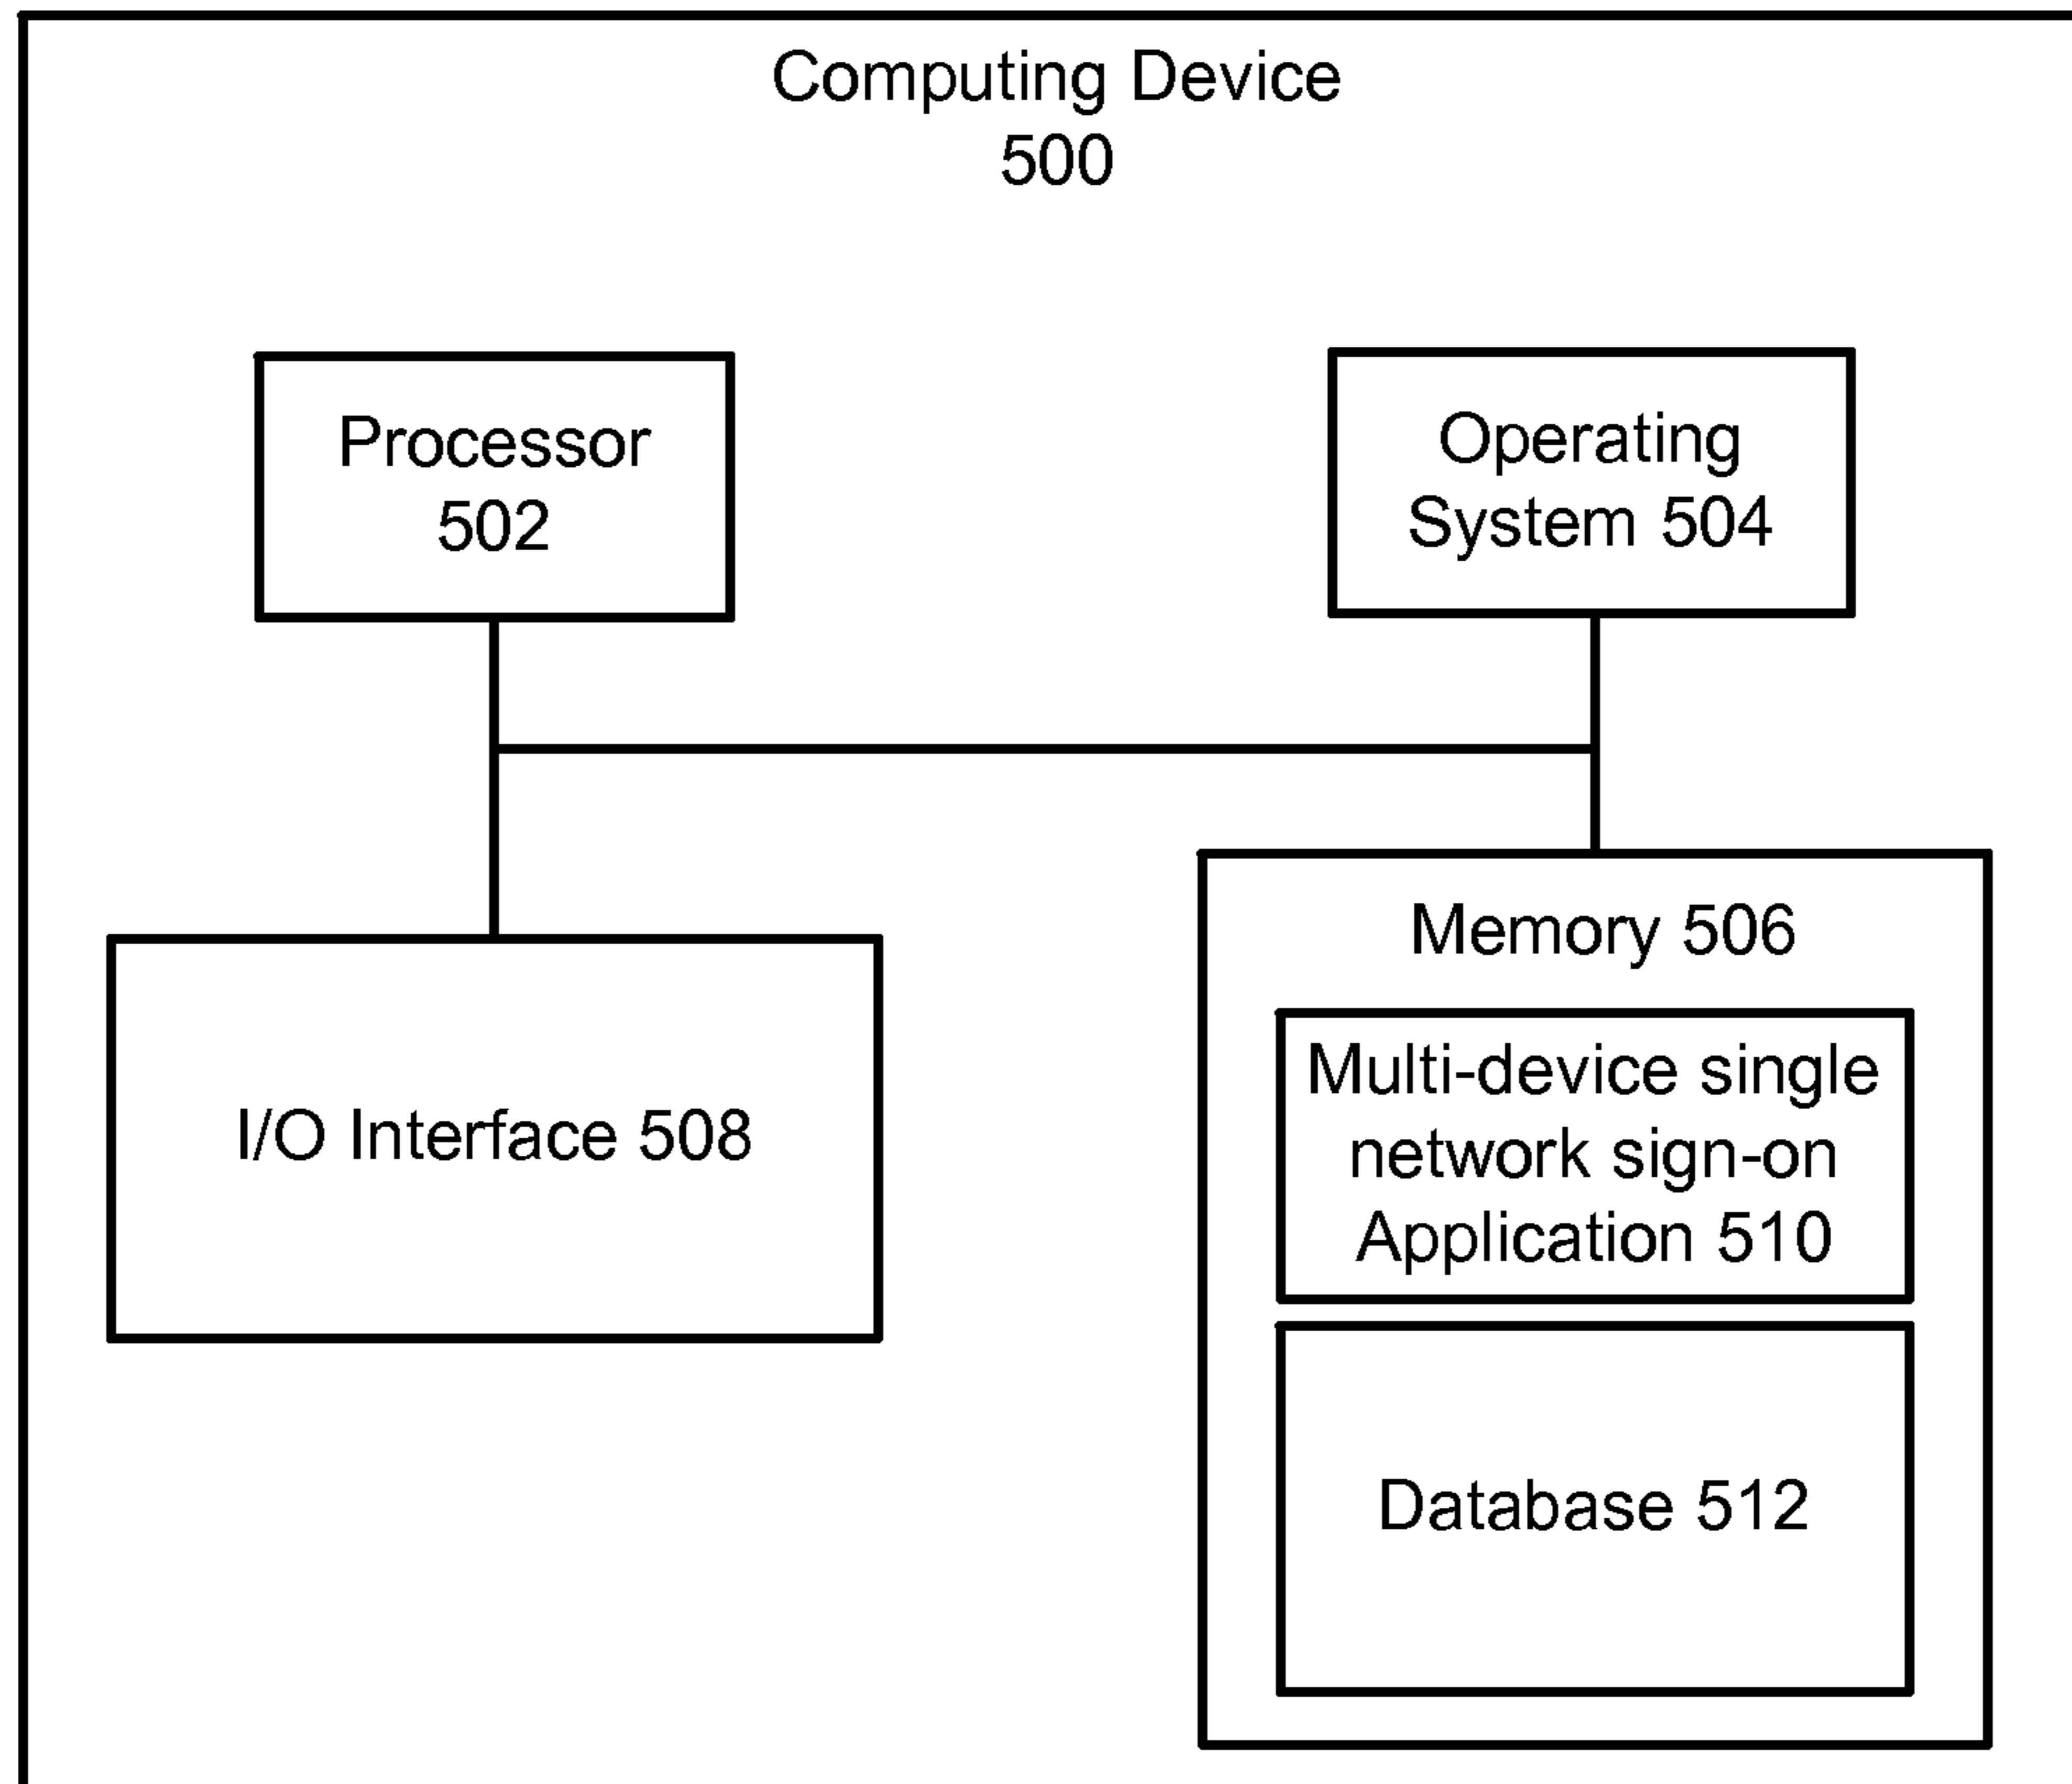 Computing Device
500
Processor
502
Operating
System 504
I/O Interface 508
Memory 506
Multi-device single
network sign-on
Application 510
Database 512